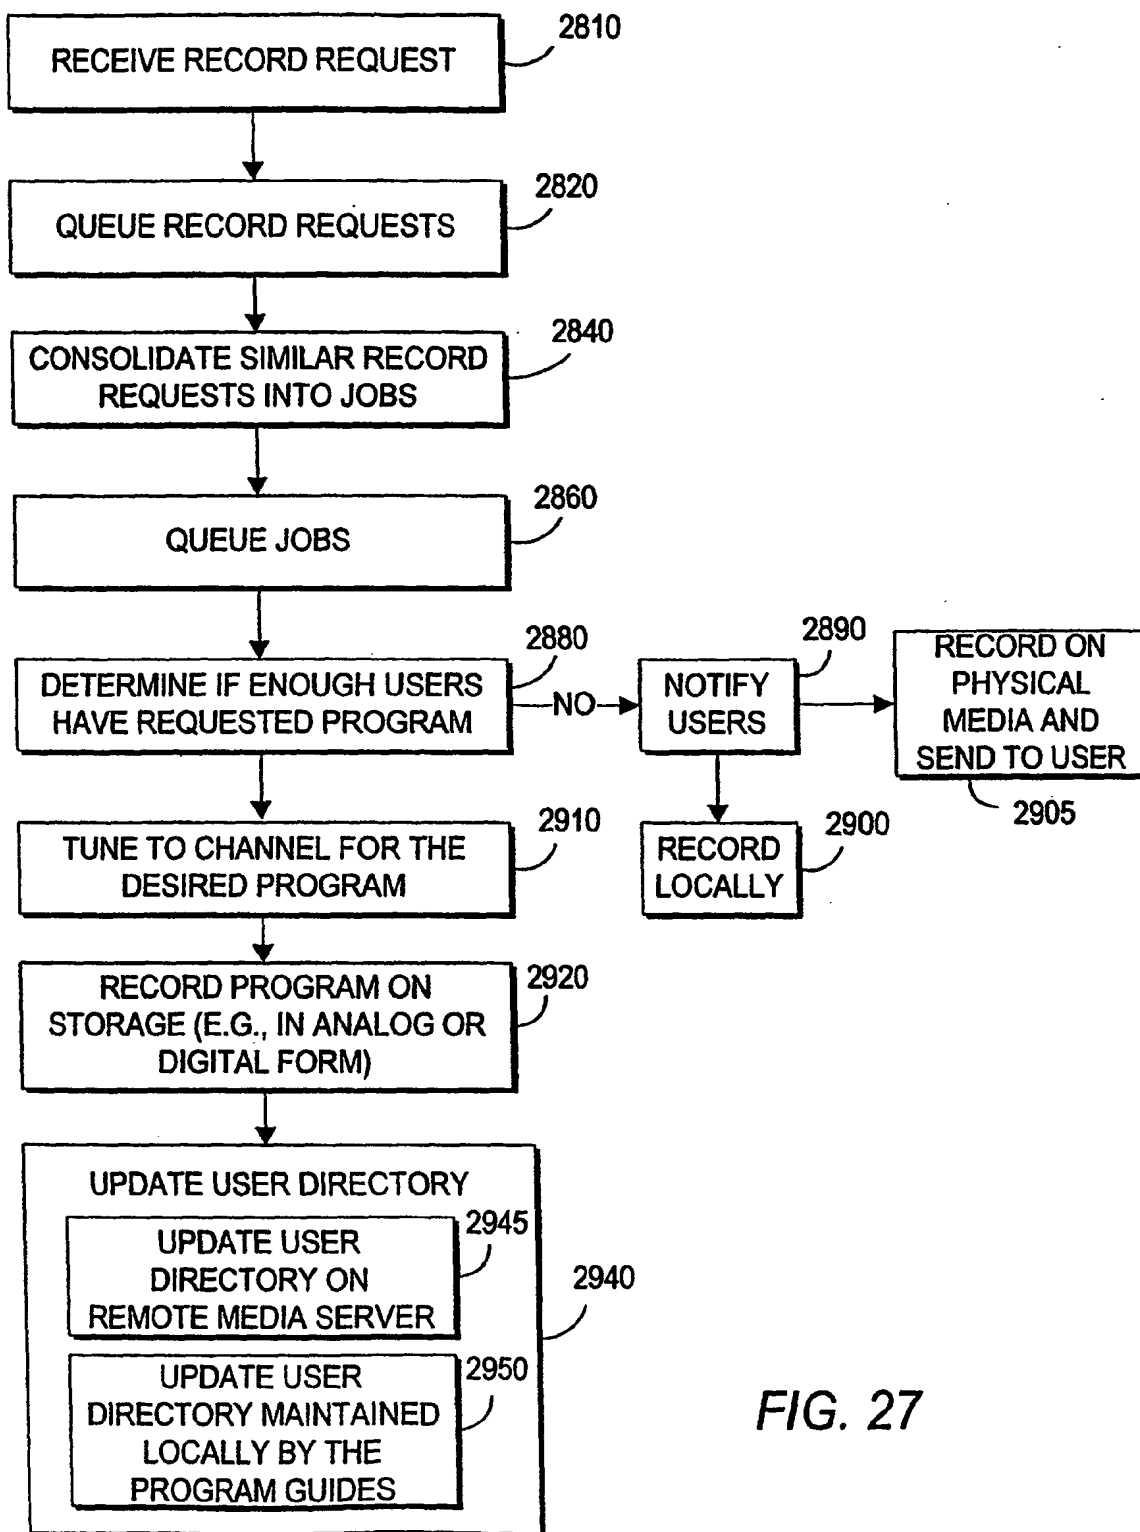 RECEIVE RECORD REQUEST
2810
QUEUE RECORD REQUESTS
2820
CONSOLIDATE SIMILAR RECORD
REQUESTS INTO JOBS
2840
QUEUE JOBS
2860
DETERMINE IF ENOUGH USERS
HAVE REQUESTED PROGRAM
2880
NO
NOTIFY
USERS
2890
RECORD ON
PHYSICAL
MEDIA AND
SEND TO USER
2905
RECORD
LOCALLY
2900
TUNE TO CHANNEL FOR THE
DESIRED PROGRAM
2910
RECORD PROGRAM ON
STORAGE (E.G., IN ANALOG OR
DIGITAL FORM)
2920
UPDATE USER DIRECTORY
2940
UPDATE USER
DIRECTORY ON
REMOTE MEDIA SERVER
2945
UPDATE USER
DIRECTORY MAINTAINED
LOCALLY BY THE
PROGRAM GUIDES
2950
FIG. 27